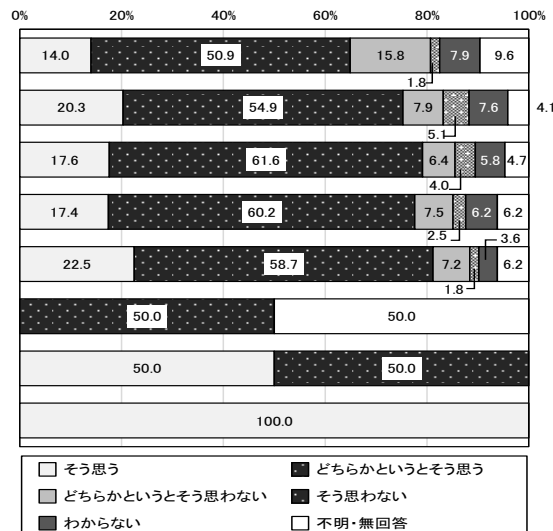 0% 20% 40% 60% 80% 100%
14.0 50.9 15.8 1.8 7.9 9.6
20.3 54.9 7.9 5.1 7.6 4.1
17.6 61.6 6.4 4.0 5.8 4.7
17.4 60.2 7.5 2.5 6.2 6.2
22.5 58.7 7.2 1.8 3.6 6.2
50.0 50.0
50.0 50.0
100.0
そう思う どちらかというとそう思う
どちらかというとそう思わない そう思わない
わからない 不明・無回答